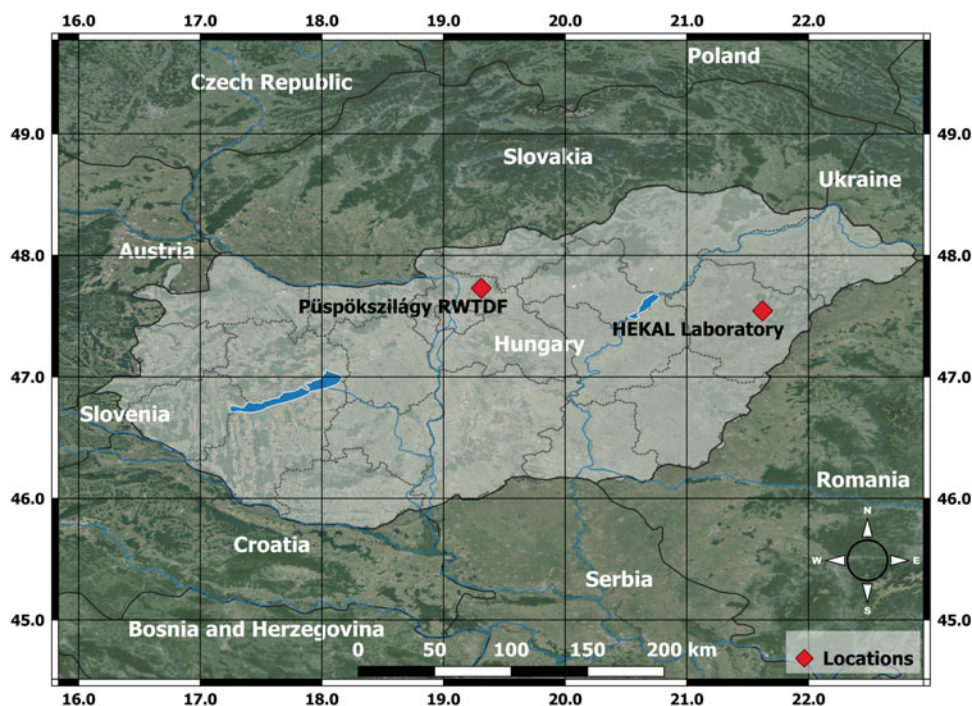 16.0 17.0 18.0 19.0 20.0 21.0 22.0
Poland
Czech Republic
49.0 49.0
Slovakia
Ukraine
48.0 Austria 48.0
Püspökszilágy RWTDF
HEKAL Laboratory
Hungary
47.0 47.0
Slovenia
Romania
46.0 46.0
N
Croatia
W E
Serbia
S
45.0 45.0
Bosnia and Herzegovina
0 50 100 150 200 km
Locations
16.0 17.0 18.0 19.0 20.0 21.0 22.0